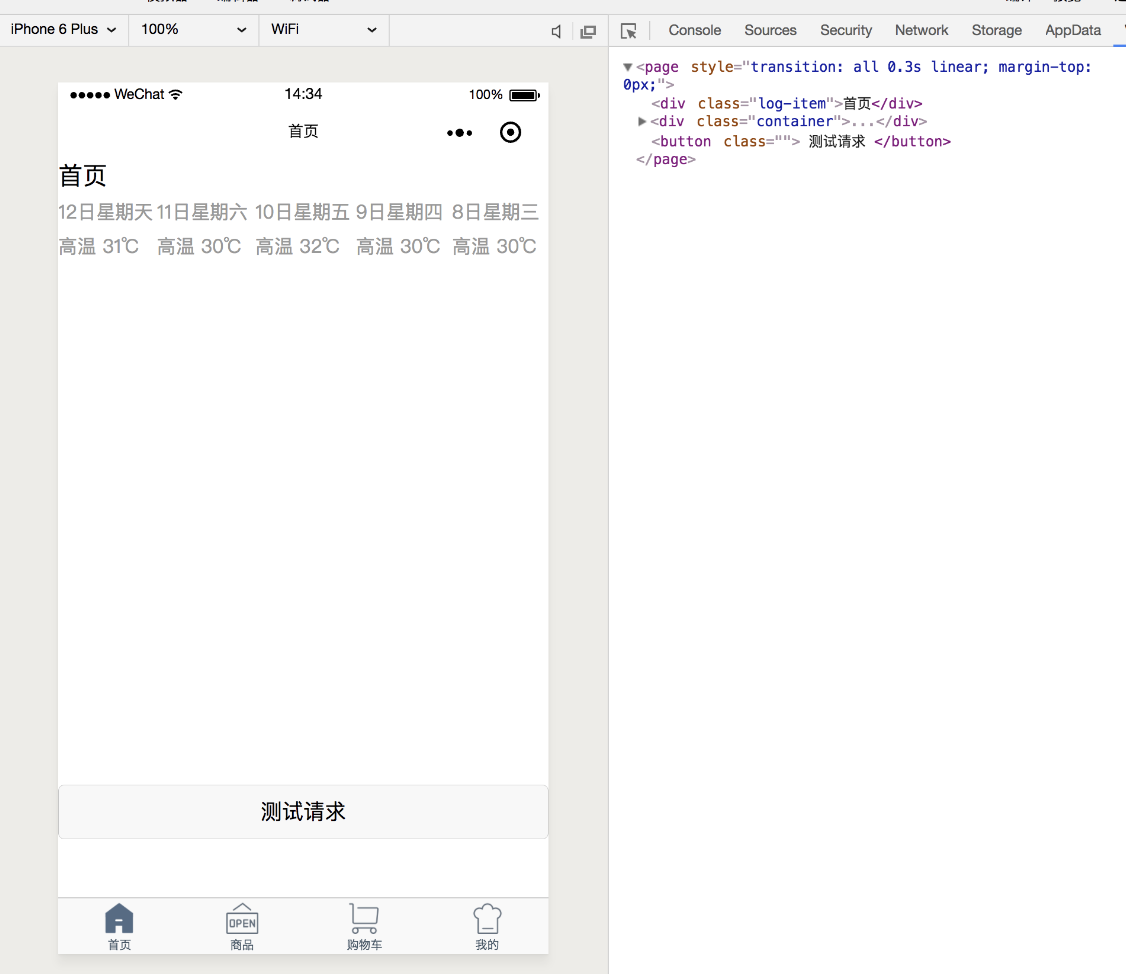 iPhone 6 Plus 100% WiFi
Console Sources Security Network Storage AppData
WeChat 14:34 100%
首页
首页
12日星期天 11日星期六 10日星期五 9日星期四 8日星期三
高温 31℃ 高温 30℃ 高温 32℃ 高温 30℃ 高温 30℃
测试请求
OPEN
首页 商品 购物车 我的
▼<page style="transition: all 0.3s linear; margin-top:
0px;">
<div class="log-item">首页</div>
▶<div class="container">...</div>
<button class=""> 测试请求 </button>
</page>